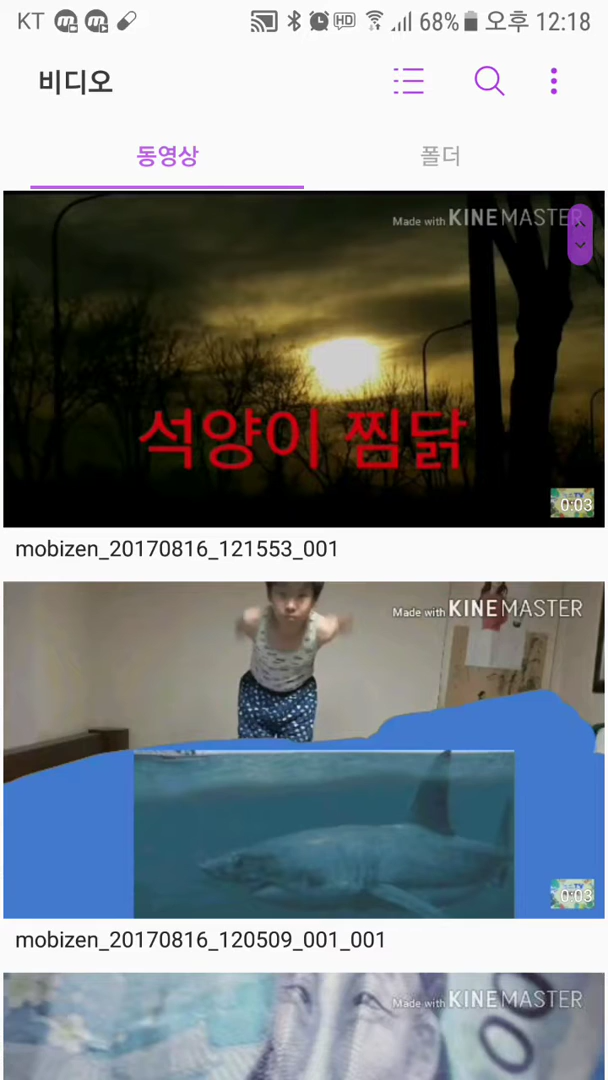 KT HD 68% 오후 12:18
비디오
동영상 폴더
Made with KINEMASTER
석양이 찜닭
0:03
mobizen_20170816_121553_001
Made with KINEMASTER
0:03
mobizen_20170816_120509_001_001
Made with KINEMASTER